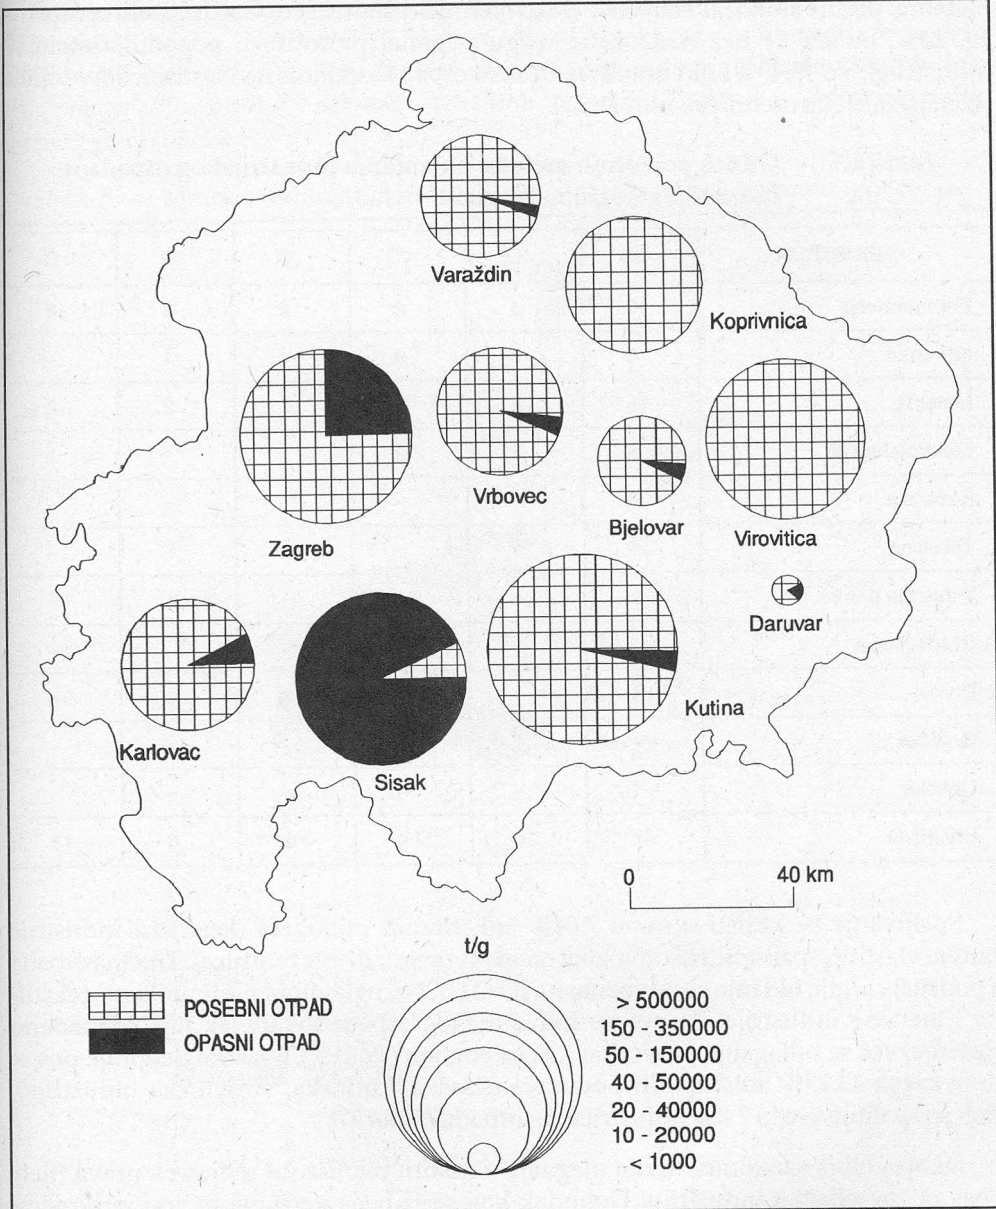 Varaždin
Koprivnica
Zagreb
Vrbovec
Bjelovar
Virovitica
Daruvar
Karlovac
Sisak
Kutina
0 40 km
t/g
POSEBNI OTPAD
OPASNI OTPAD
> 500000
150 - 350000
50 - 150000
40 - 50000
20 - 40000
10 - 20000
< 1000